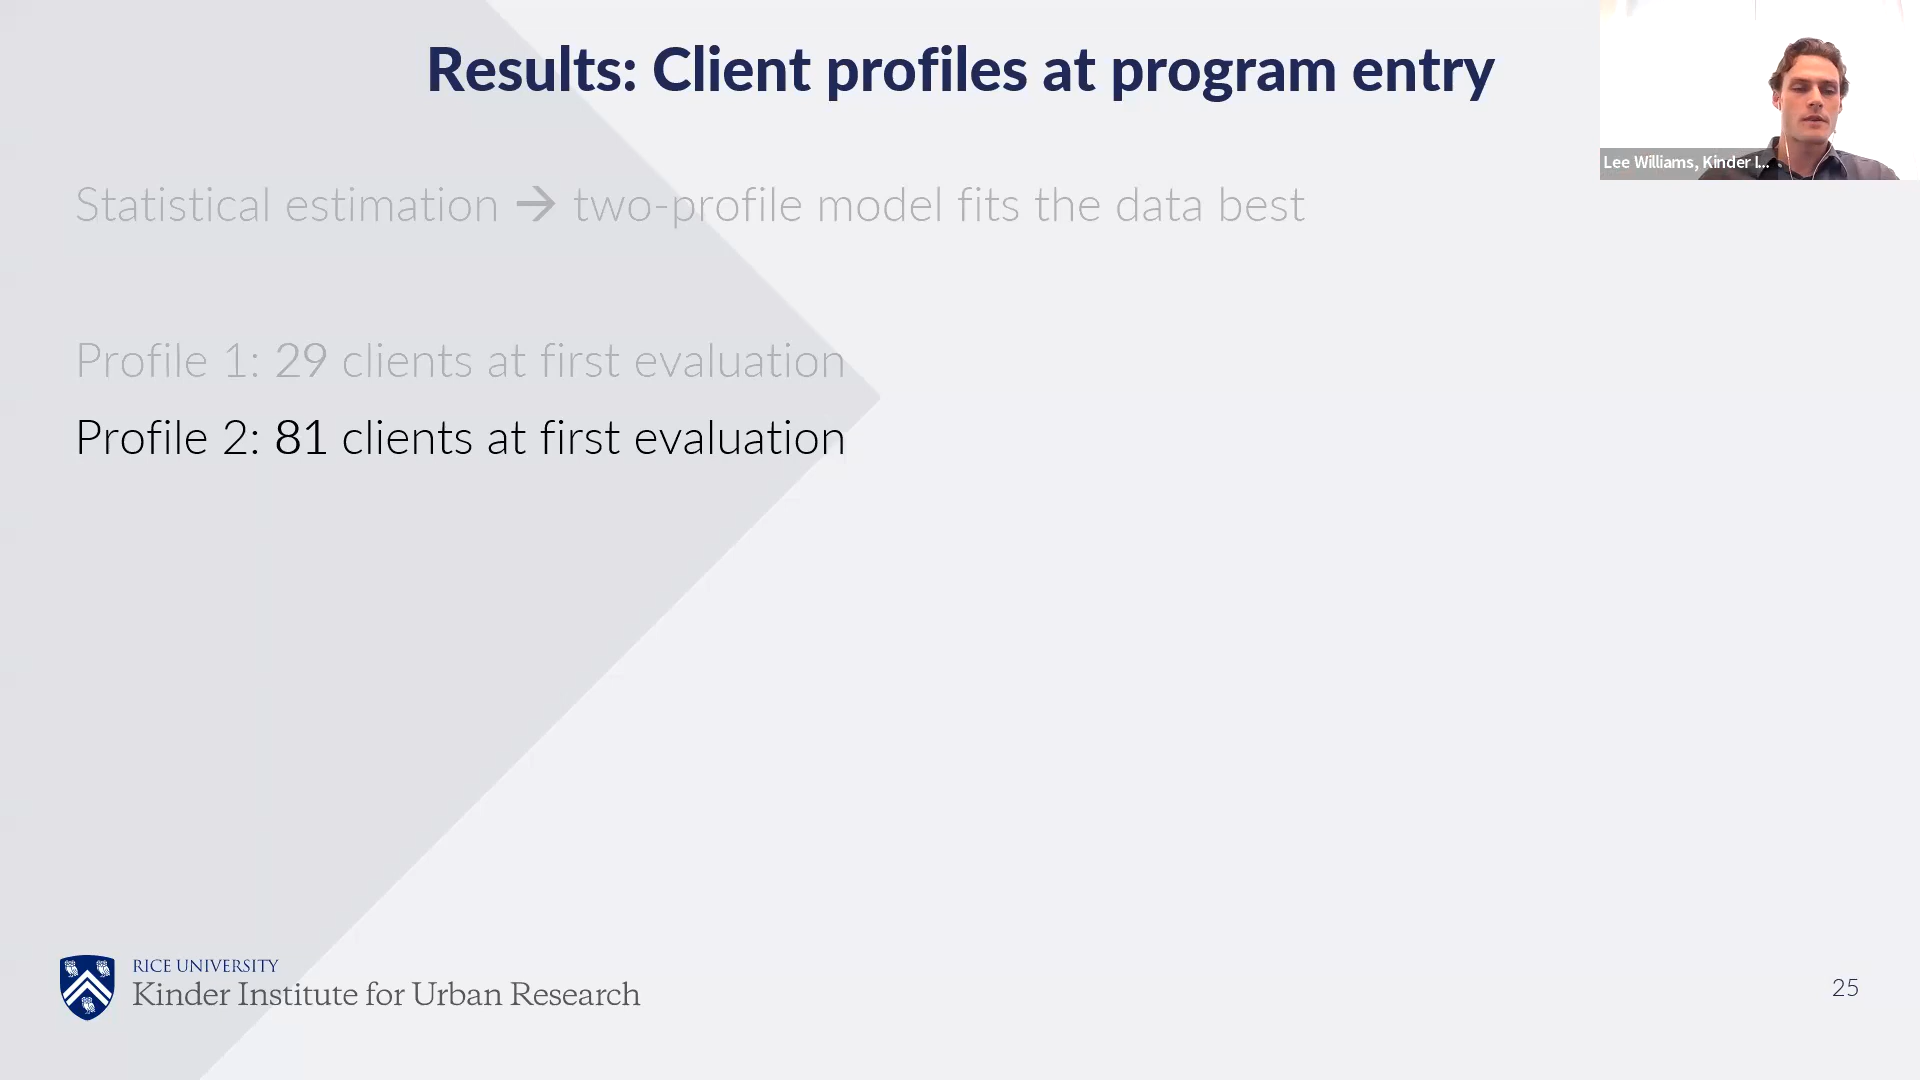 Results: Client profiles at program entry
Lee Williams, Kinder I...
Statistical estimation → two-profile model fits the data best
Profile 1: 29 clients at first evaluation
Profile 2: 81 clients at first evaluation
RICE UNIVERSITY
Kinder Institute for Urban Research
25